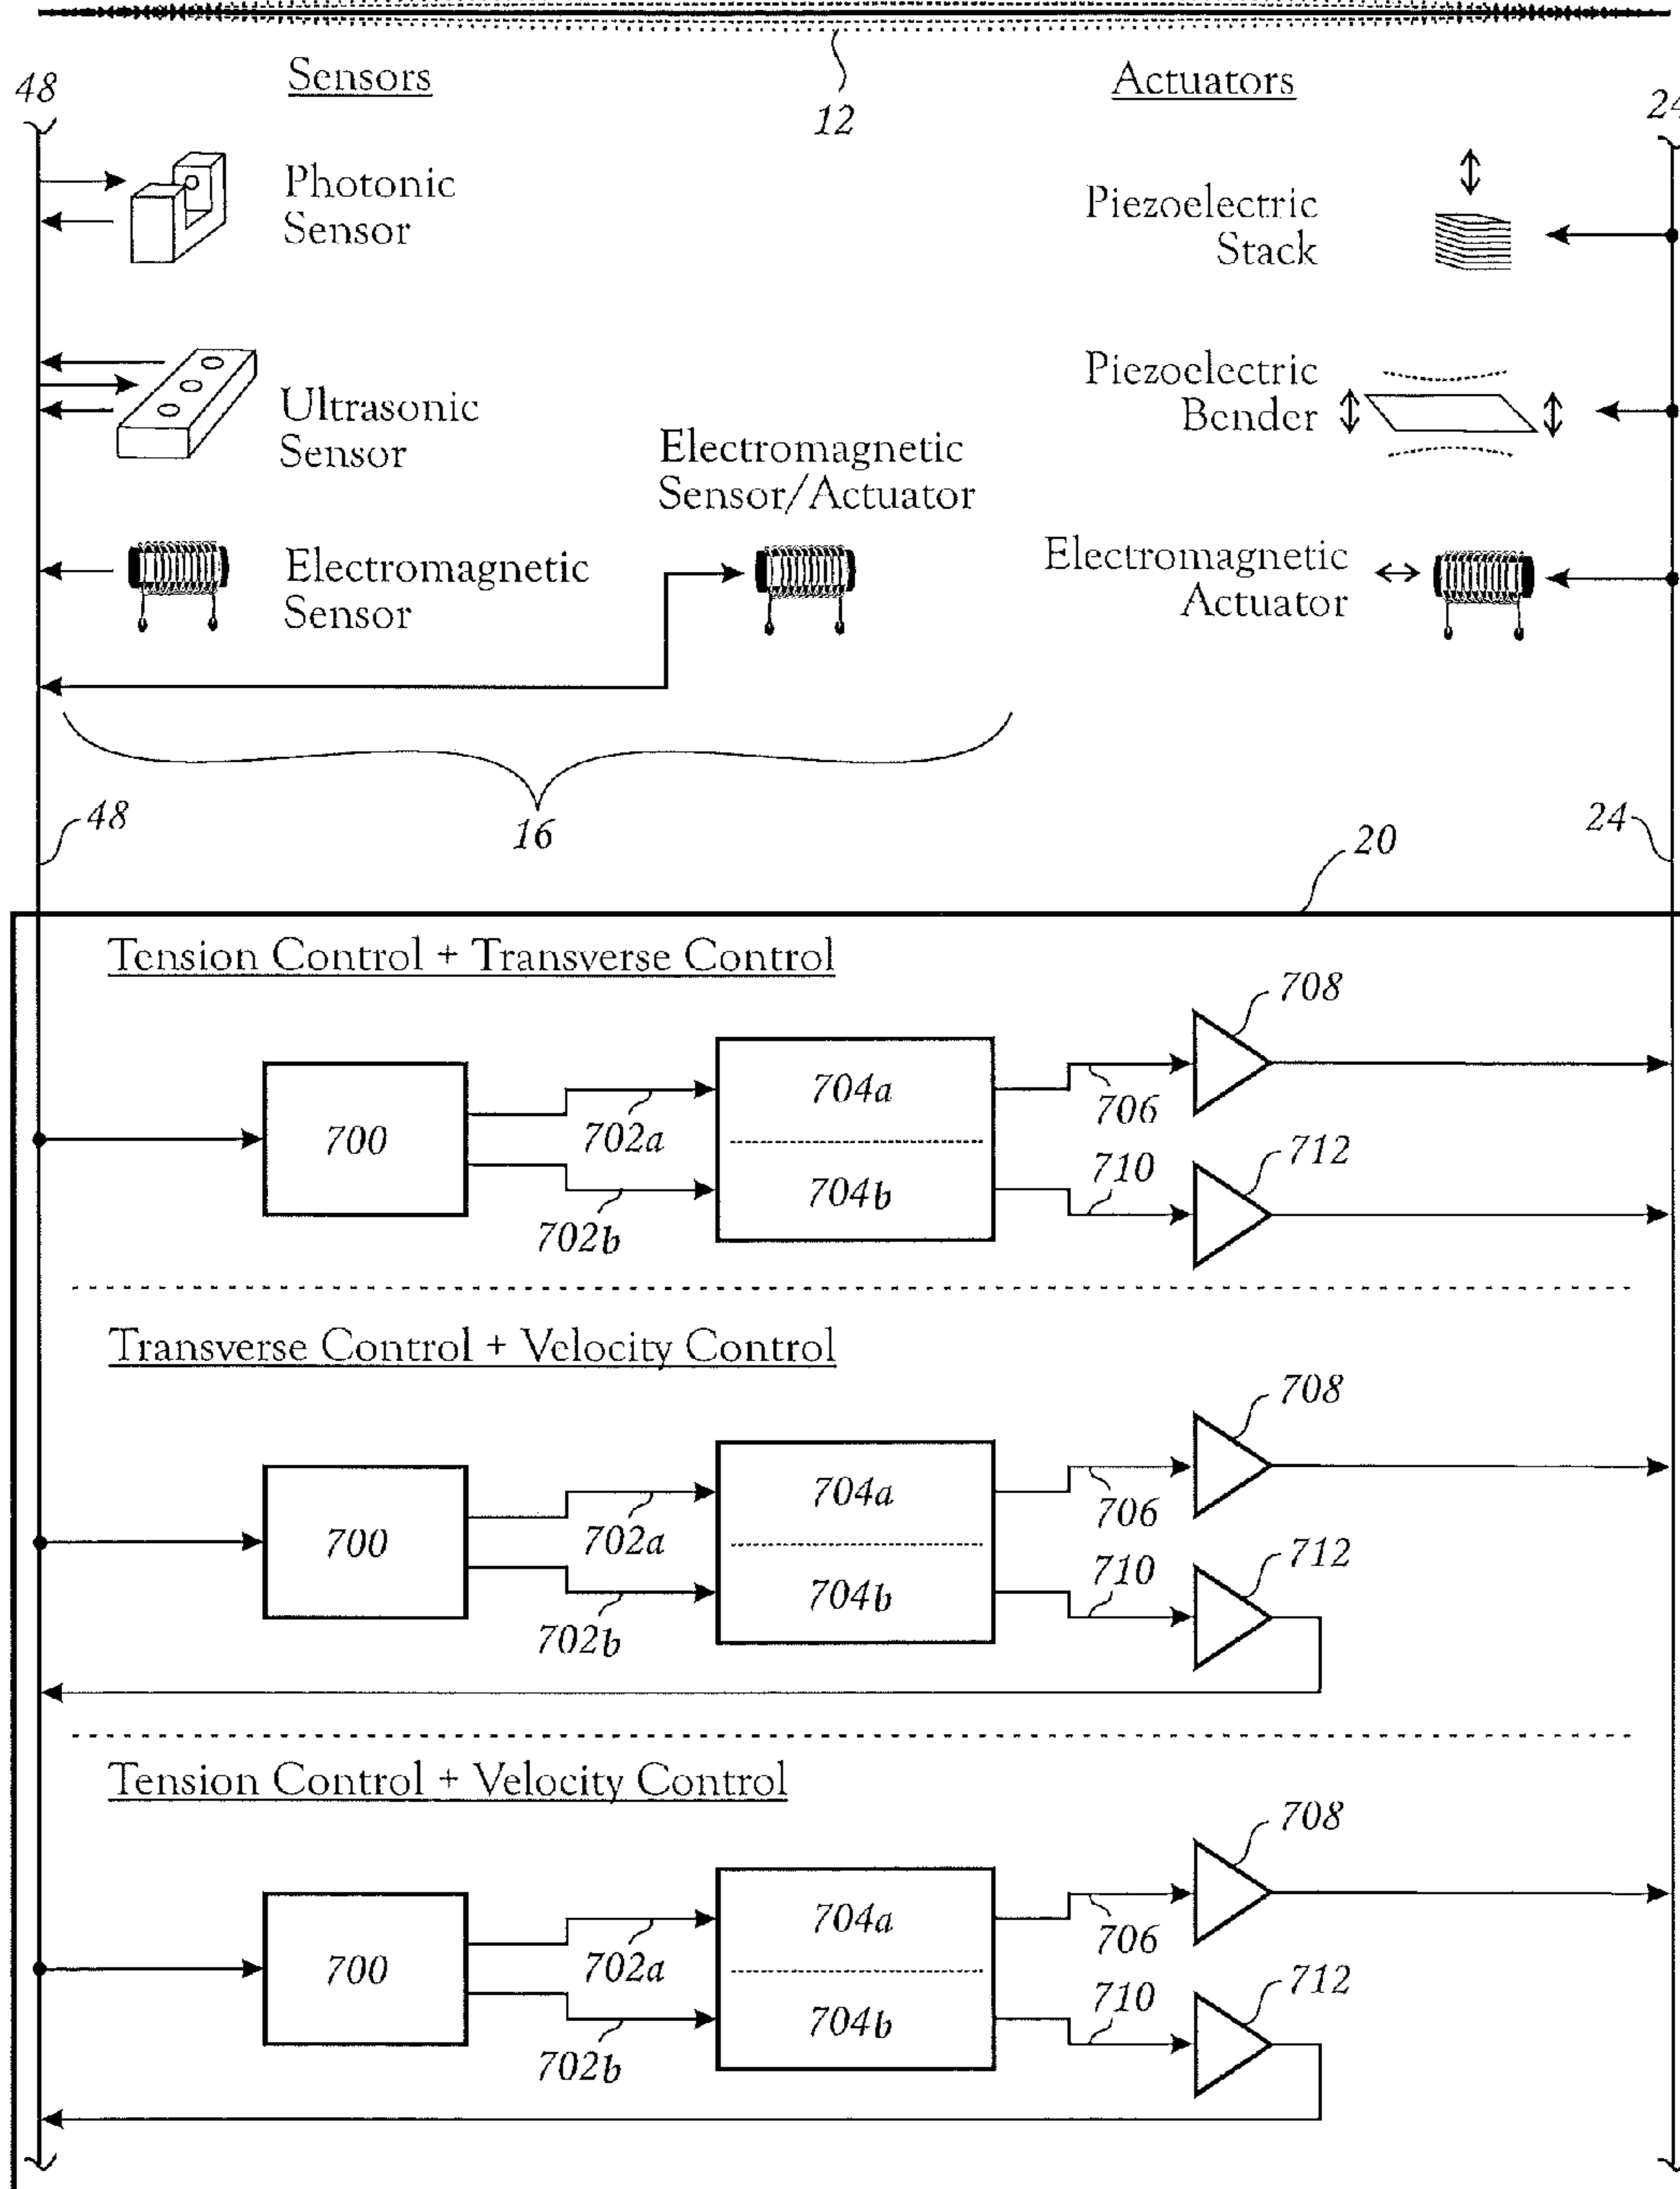 12
48
Sensors
Actuators
24
Photonic
Sensor
Piezoelectric
Stack
Ultrasonic
Sensor
Piezoelectric
Bender
Electromagnetic
Sensor/Actuator
Electromagnetic
Sensor
Electromagnetic
Actuator
48
16
20
24
Tension Control + Transverse Control
700
702a
702b
704a
704b
706
708
710
712
Transverse Control + Velocity Control
700
702a
702b
704a
704b
706
708
710
712
Tension Control + Velocity Control
700
702a
702b
704a
704b
706
708
710
712